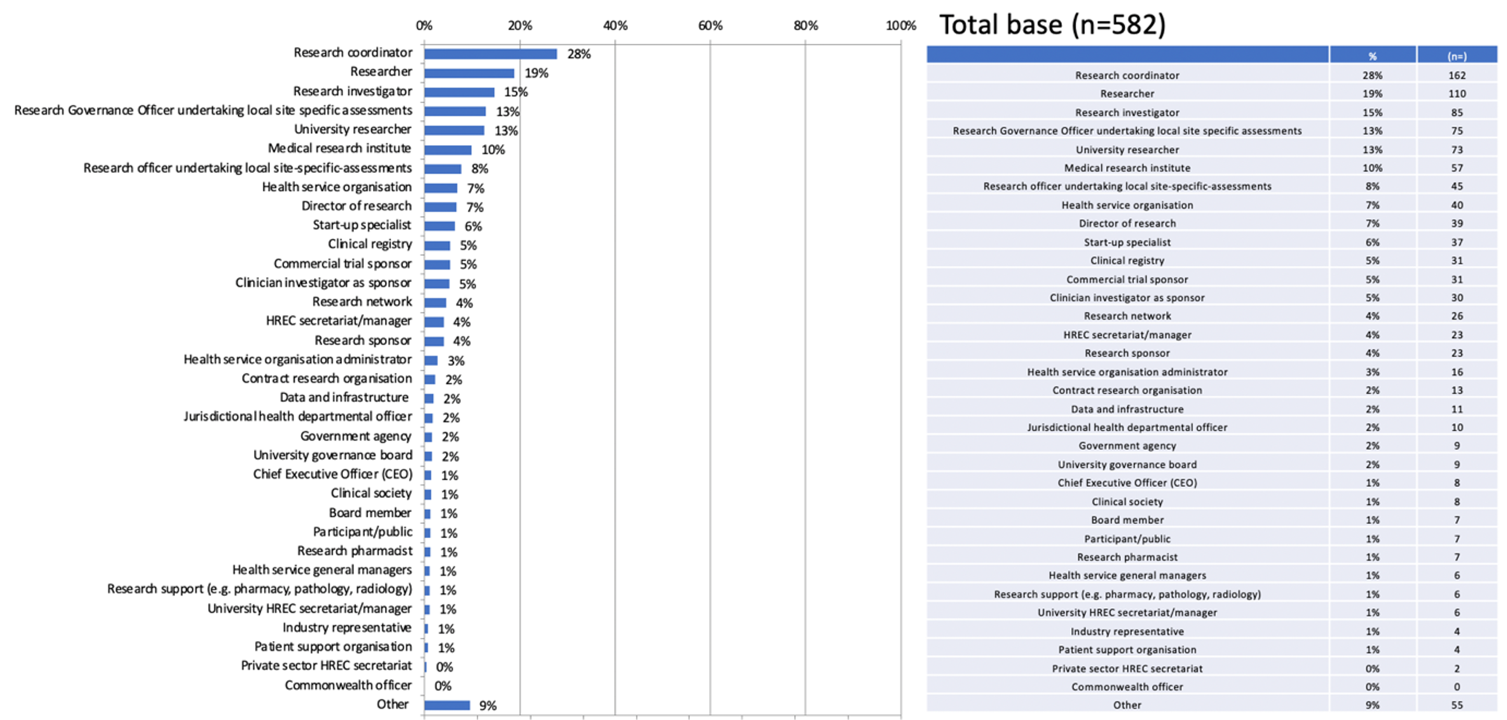 0% 20% 40% 60% 80% 100%
Research coordinator 28%
Researcher 19%
Research investigator 15%
Research Governance Officer undertaking local site specific assessments 13%
University researcher 13%
Medical research institute 10%
Research officer undertaking local site-specific-assessments 8%
Health service organisation 7%
Director of research 7%
Start-up specialist 6%
Clinical registry 5%
Commercial trial sponsor 5%
Clinician investigator as sponsor 5%
Research network 4%
HREC secretariat/manager 4%
Research sponsor 4%
Health service organisation administrator 3%
Contract research organisation 2%
Data and infrastructure 2%
Jurisdictional health departmental officer 2%
Government agency 2%
University governance board 2%
Chief Executive Officer (CEO) 1%
Clinical society 1%
Board member 1%
Participant/public 1%
Research pharmacist 1%
Health service general managers 1%
Research support (e.g. pharmacy, pathology, radiology) 1%
University HREC secretariat/manager 1%
Industry representative 1%
Patient support organisation 1%
Private sector HREC secretariat 0%
Commonwealth officer 0%
Other 9%
Total base (n=582)
% (n=)
Research coordinator 28% 162
Researcher 19% 110
Research investigator 15% 85
Research Governance Officer undertaking local site specific assessments 13% 75
University researcher 13% 73
Medical research institute 10% 57
Research officer undertaking local site-specific-assessments 8% 45
Health service organisation 7% 40
Director of research 7% 39
Start-up specialist 6% 37
Clinical registry 5% 31
Commercial trial sponsor 5% 31
Clinician investigator as sponsor 5% 30
Research network 4% 26
HREC secretariat/manager 4% 23
Research sponsor 4% 23
Health service organisation administrator 3% 16
Contract research organisation 2% 13
Data and infrastructure 2% 11
Jurisdictional health departmental officer 2% 10
Government agency 2% 9
University governance board 2% 9
Chief Executive Officer (CEO) 1% 8
Clinical society 1% 8
Board member 1% 7
Participant/public 1% 7
Research pharmacist 1% 7
Health service general managers 1% 6
Research support (e.g. pharmacy, pathology, radiology) 1% 6
University HREC secretariat/manager 1% 6
Industry representative 1% 4
Patient support organisation 1% 4
Private sector HREC secretariat 0% 2
Commonwealth officer 0% 0
Other 9% 55